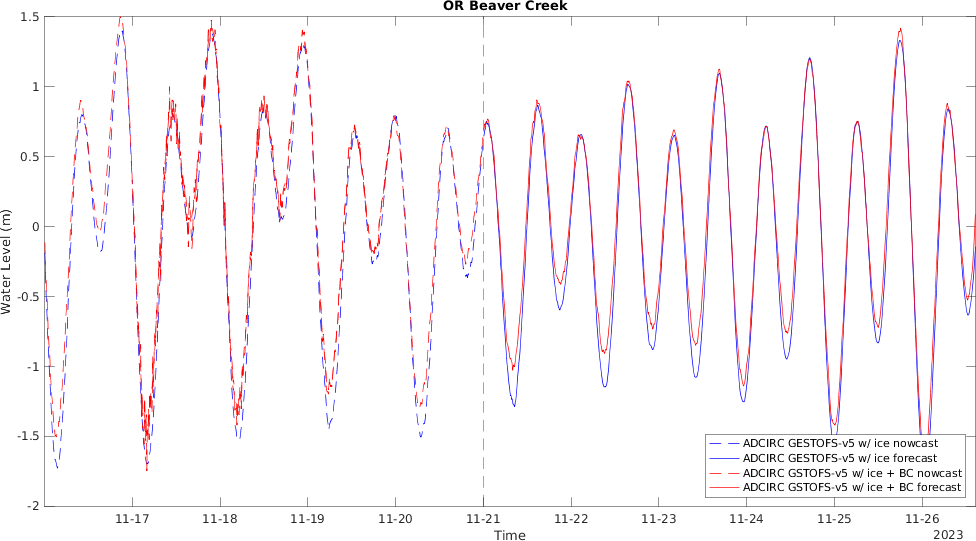 OR Beaver Creek
1.5
1
0.5
0
-0.5
-1
-1.5
-2
Water Level (m)
11-17 11-18 11-19 11-20 11-21 11-22 11-23 11-24 11-25 11-26
Time
2023
ADCIRC GESTOFS-v5 w/ ice nowcast
ADCIRC GESTOFS-v5 w/ ice forecast
ADCIRC GSTOFS-v5 w/ ice + BC nowcast
ADCIRC GSTOFS-v5 w/ ice + BC forecast